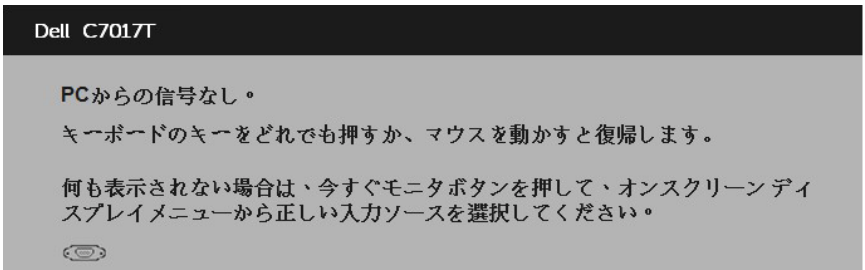 Dell C7017T
PCからの信号なし。
キーボードのキーをどれでも押すか、マウスを動かすと復帰します。
何も表示されない場合は、今すぐモニタボタンを押して、オンスクリーン ディ
スプレイメニューから正しい入力ソースを選択してください。